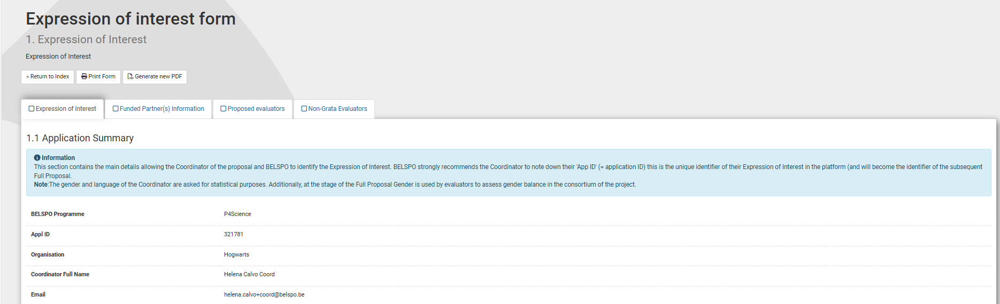 Expression of interest form
1. Expression of Interest
Expression of Interest
« Return to Index Print Form Generate new PDF
Expression of Interest Funded Partner(s) Information Proposed evaluators Non-Grata Evaluators
1.1 Application Summary
Information
This section contains the main details allowing the Coordinator of the proposal and BELSPO to identify the Expression of Interest. BELSPO strongly recommends the Coordinator to note down their 'App ID' (= application ID) this is the unique identifier of their Expression of Interest in the platform (and will become the identifier of the subsequent
Full Proposal.
Note:The gender and language of the Coordinator are asked for statistical purposes. Additionally, at the stage of the Full Proposal Gender is used by evaluators to assess gender balance in the consortium of the project.
BELSPO Programme P4Science
Appl ID 321781
Organisation Hogwarts
Coordinator Full Name Helena Calvo Coord
Email helena.calvo+coord@belspo.be